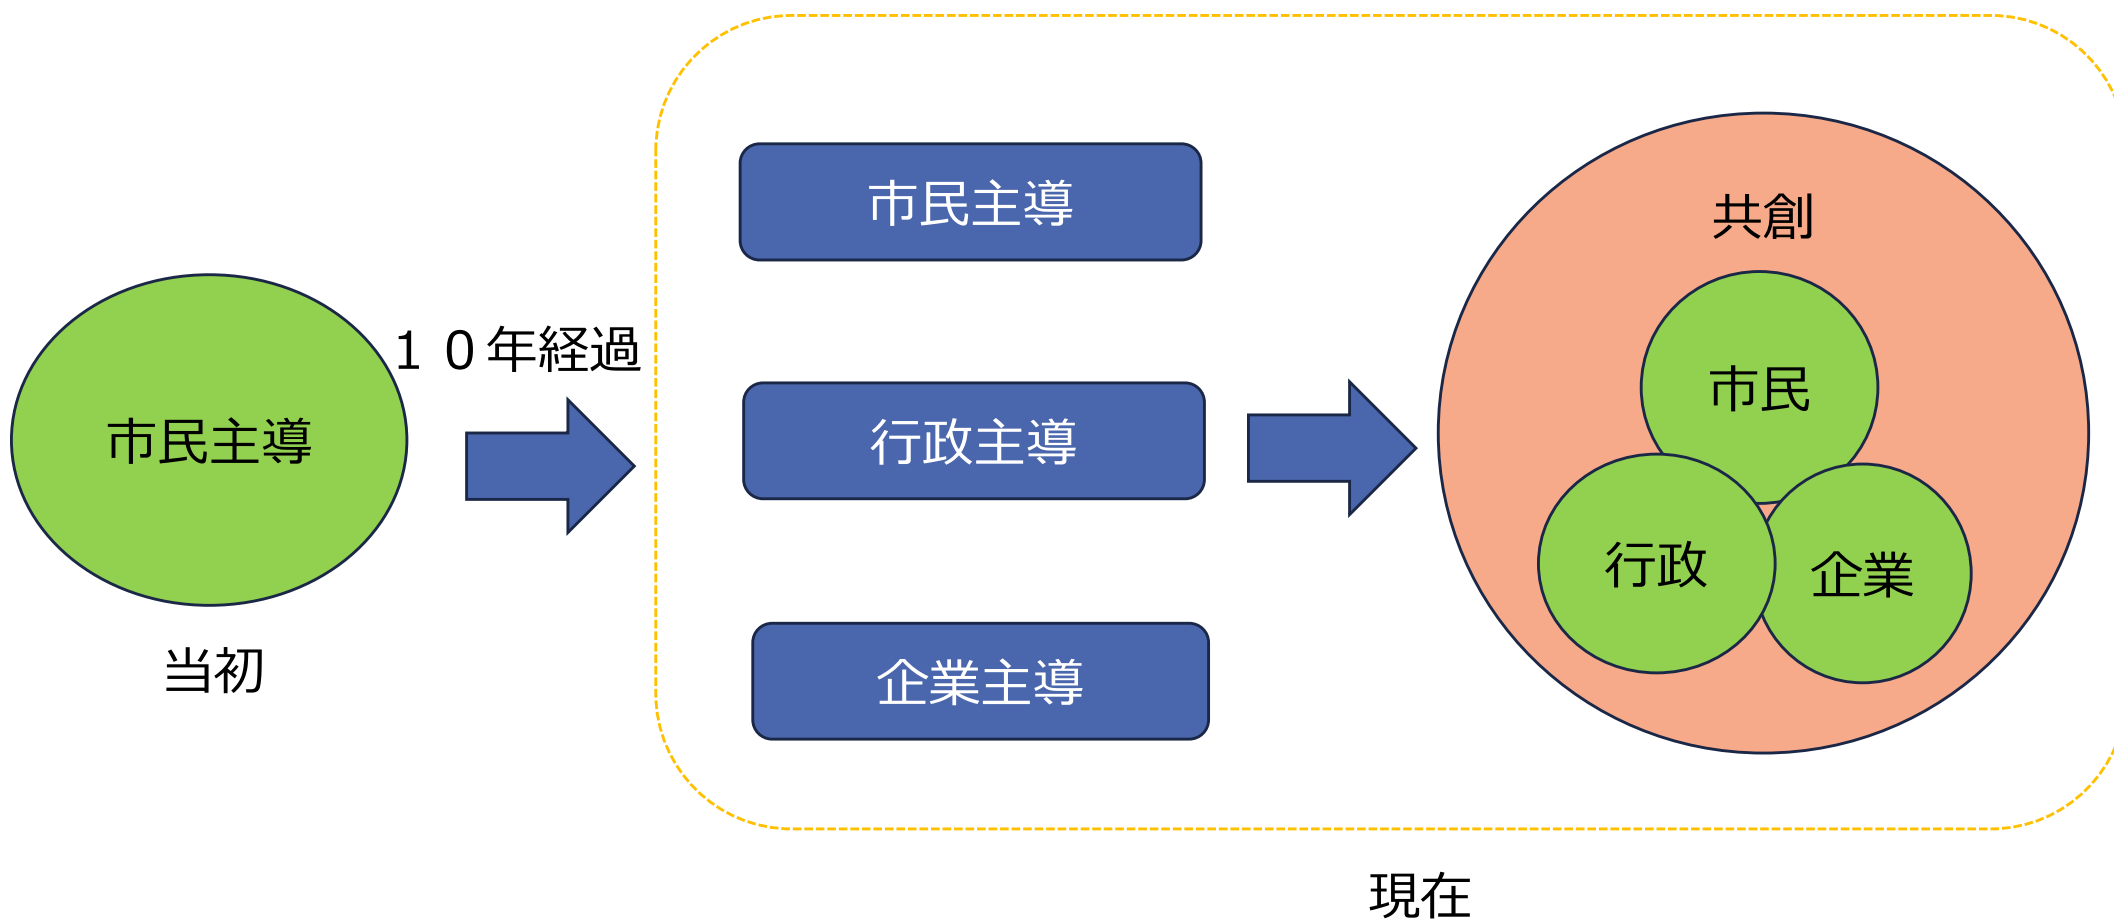 市民主導
当初
１０年経過
市民主導
行政主導
企業主導
共創
市民
行政
企業
現在